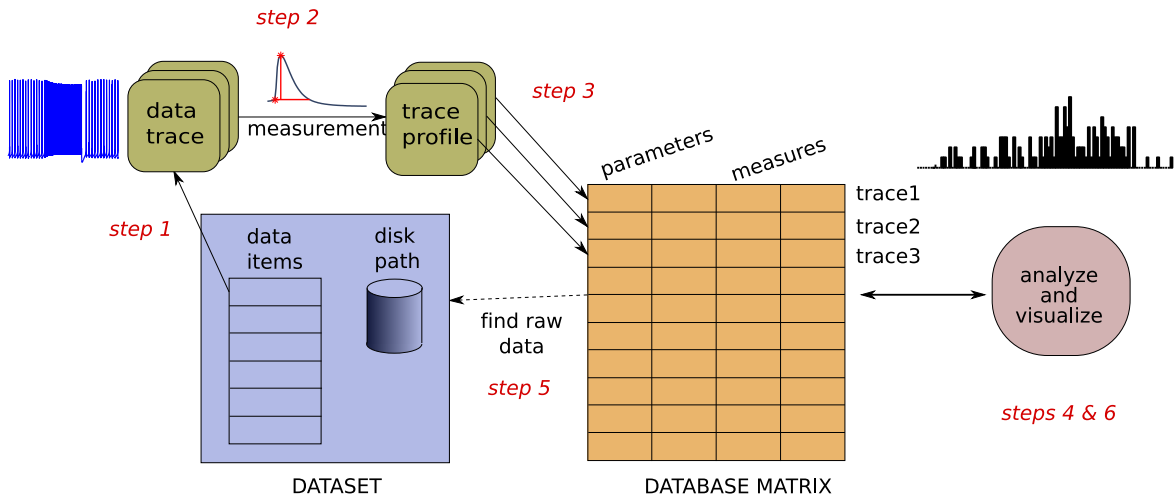 step 2
data
trace
measurement
trace
profile
step 3
parameters
measures
trace1
trace2
trace3
step 1
data
items
disk
path
find raw
data
step 5
analyze
and
visualize
steps 4 & 6
DATASET
DATABASE MATRIX